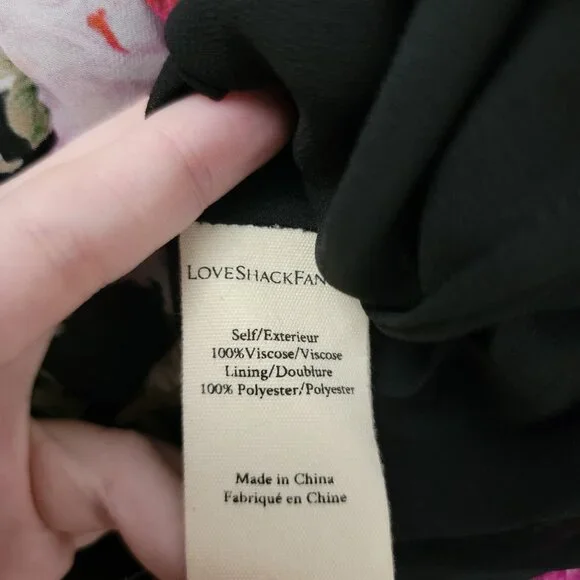 LOVESHACKFAN
Self/Exterieur
100%Viscose/Viscose
Lining/Doublure
100% Polyester/Polyester
Made in China
Fabriqué en Chine